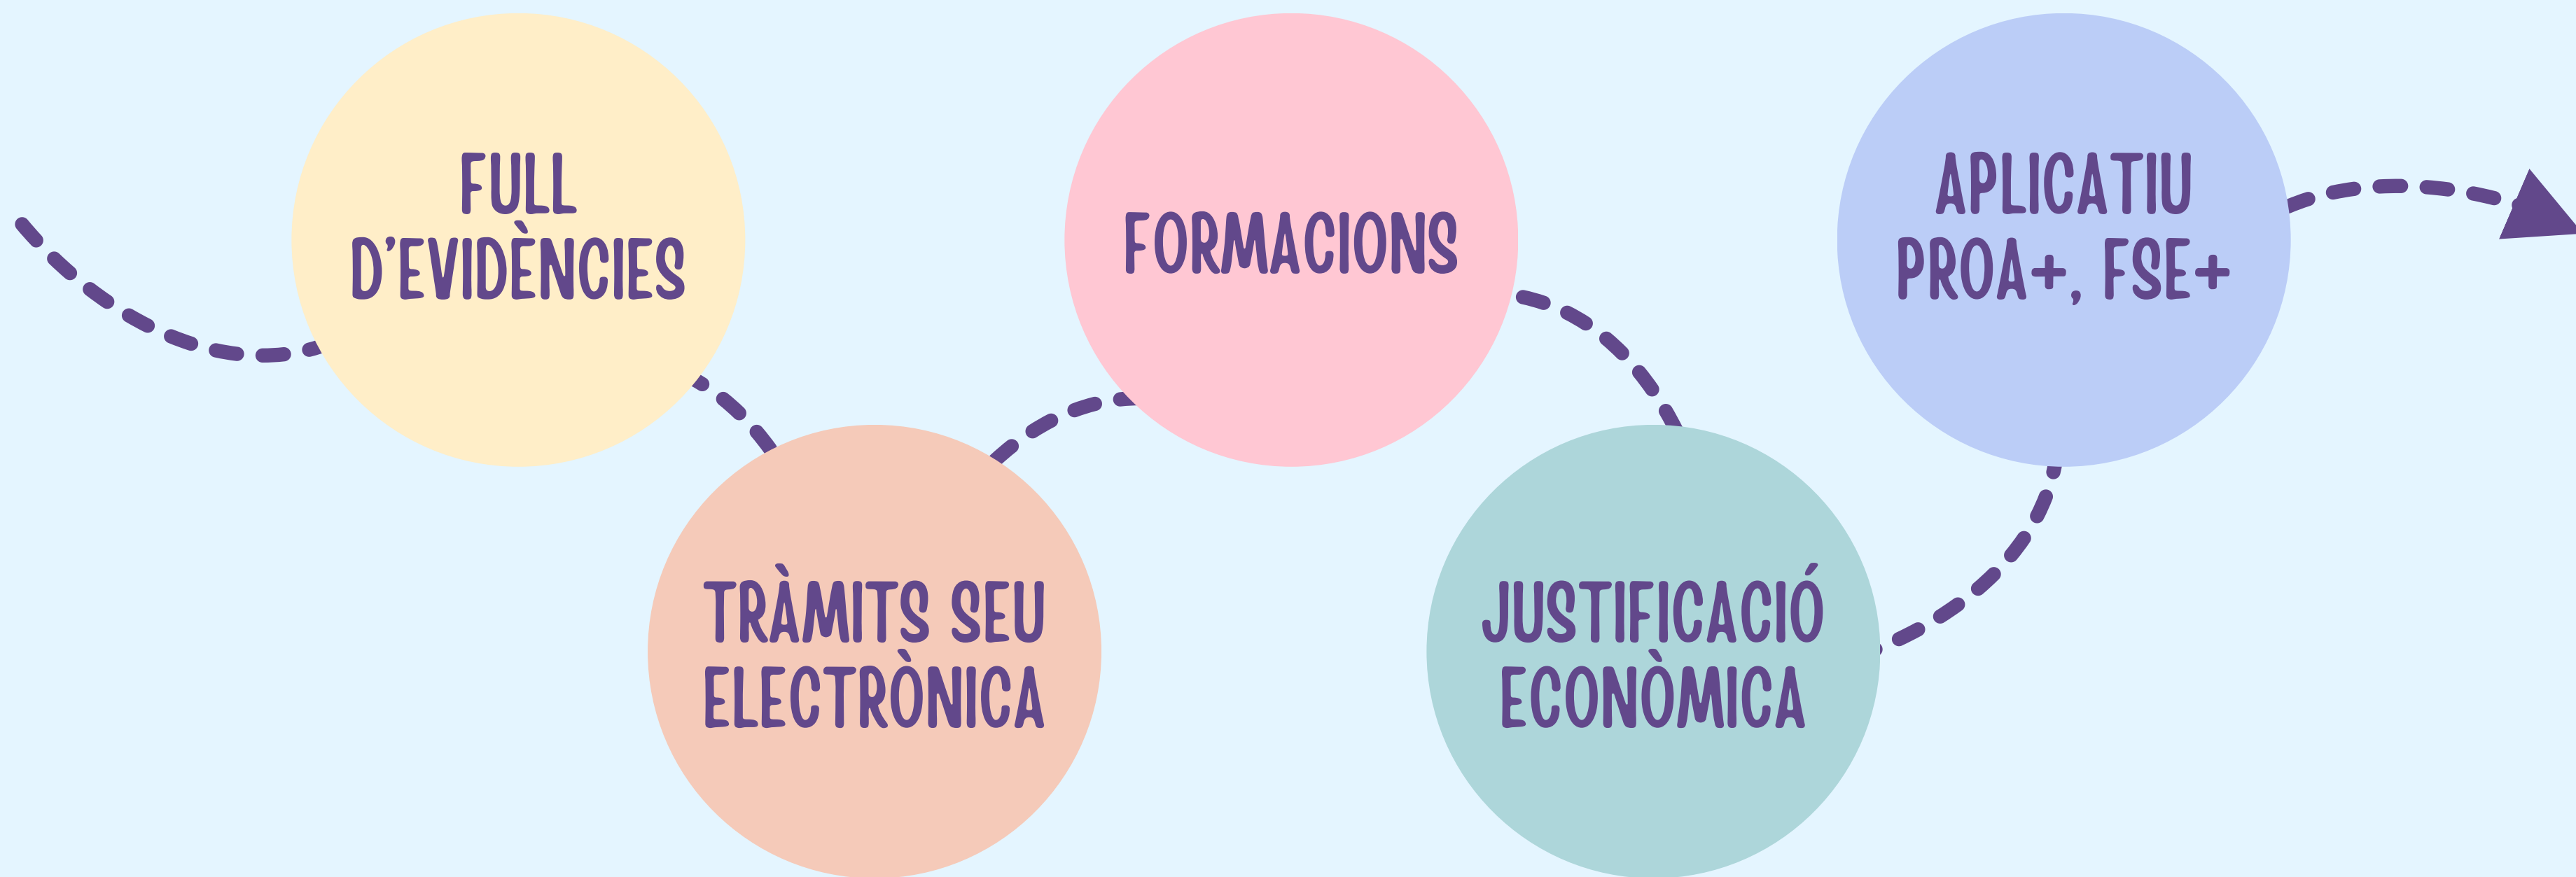 FULL
D'EVIDÈNCIES
TRÀMITS SEU
ELECTRÒNICA
FORMACIONS
JUSTIFICACIÓ
ECONÒMICA
APLICATIU
PROA+, FSE+